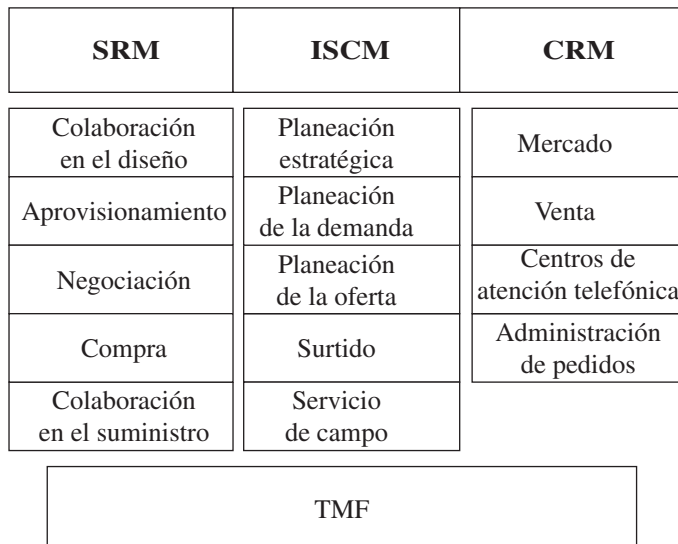 SRM
ISCM
CRM
Colaboración
en el diseño
Aprovisionamiento
Negociación
Compra
Colaboración
en el suministro
Planeación
estratégica
Planeación
de la demanda
Planeación
de la oferta
Surtido
Servicio
de campo
Mercado
Venta
Centros de
atención telefónica
Administración
de pedidos
TMF